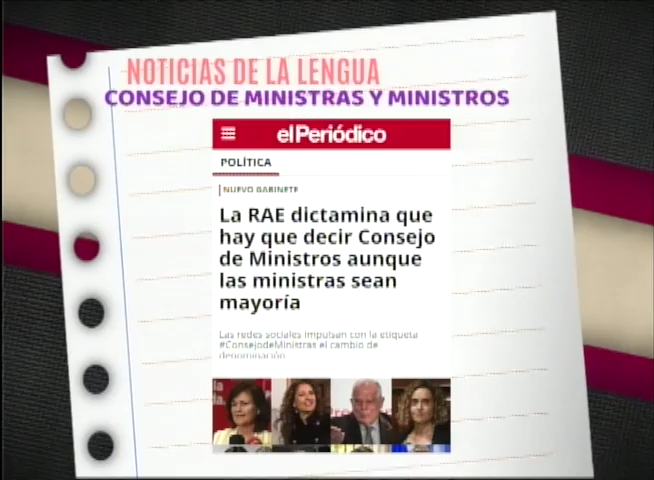 NOTICIAS DE LA LENGUA
CONSEJO DE MINISTRAS Y MINISTROS
elPeriódico
POLÍTICA
NUEVO GABINETE
La RAE dictamina que
hay que decir Consejo
de Ministros aunque
las ministras sean
mayoría
Las redes sociales impulsan con la etiqueta
#ConsejodeMinistras el cambio de
denominación